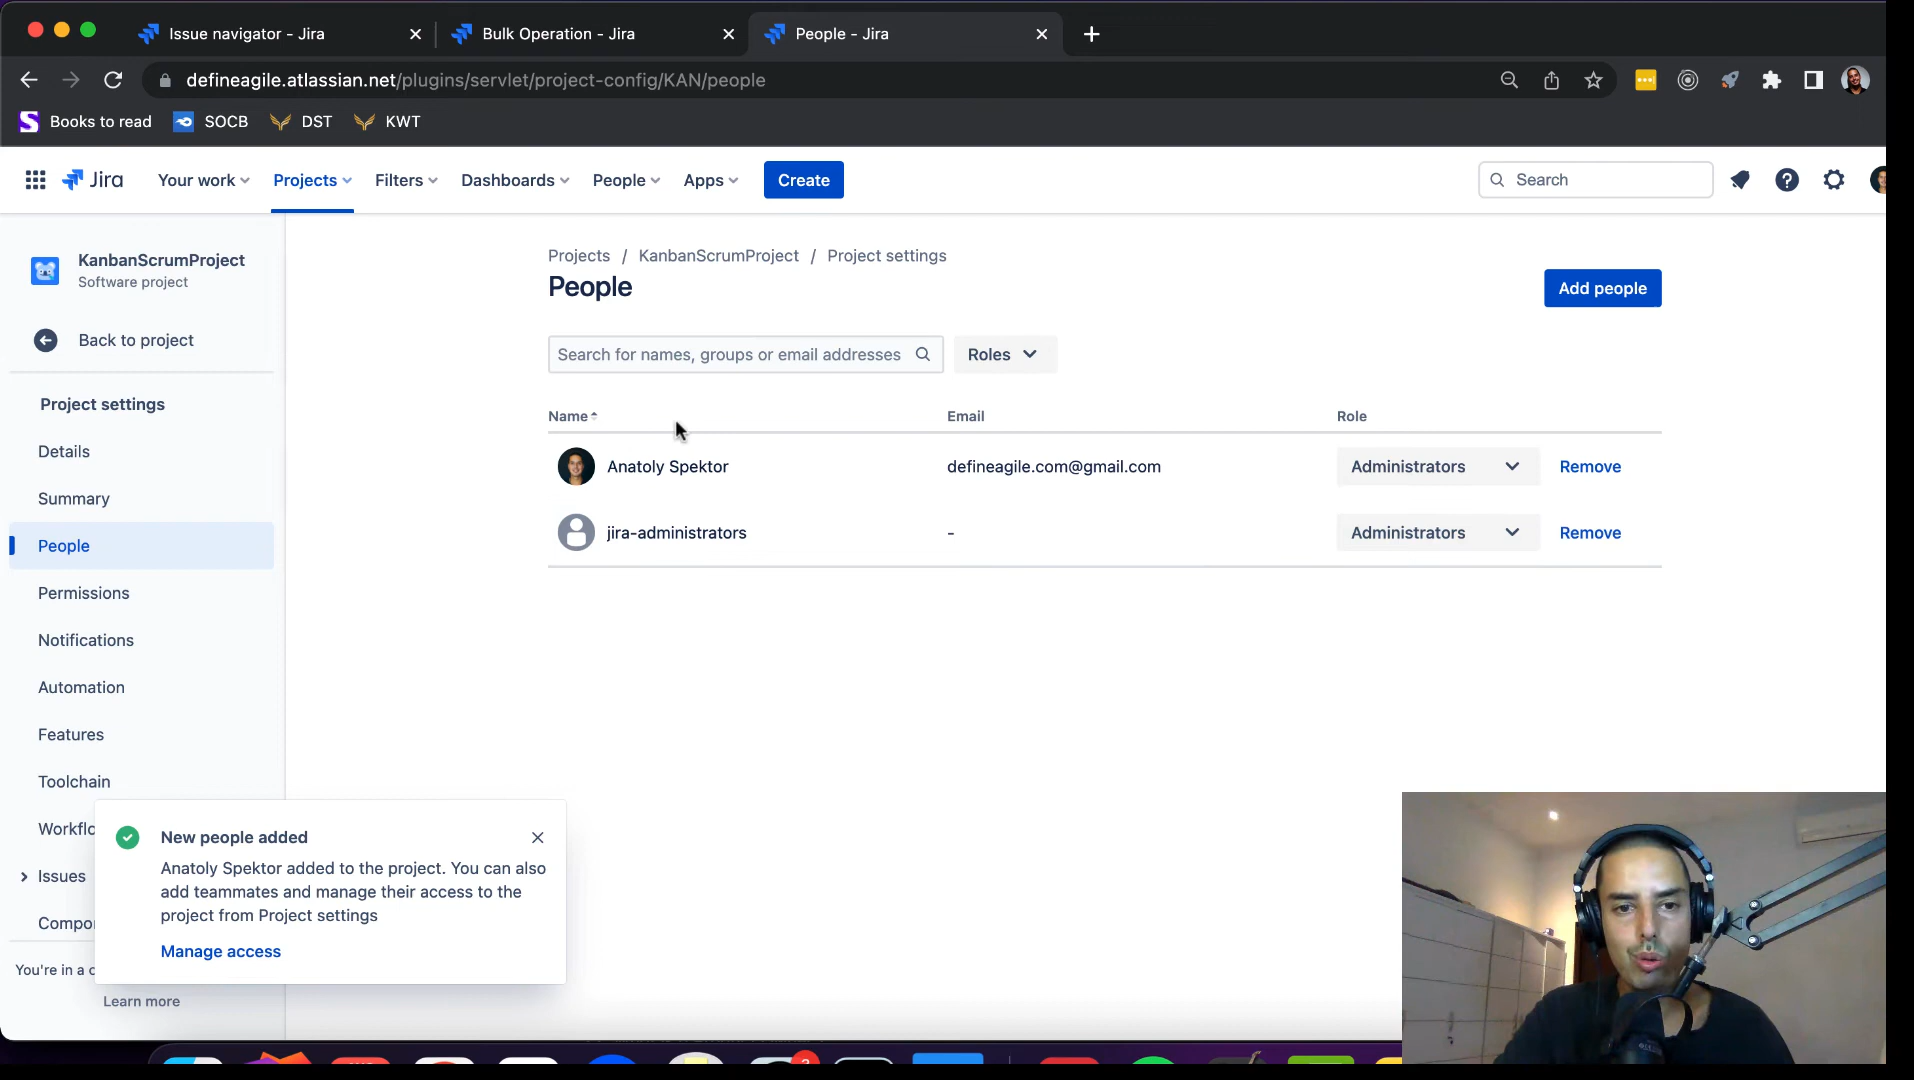 Issue navigator - Jira
Bulk Operation - Jira
People - Jira
defineagile.atlassian.net/plugins/servlet/project-config/KAN/people
Books to read
SOCB
DST
KWT
Jira
Your work
Projects
Filters
Dashboards
People
Apps
Create
Search
KanbanScrumProject
Software project
Back to project
Project settings
Details
Summary
People
Permissions
Notifications
Automation
Features
Toolchain
Workflo
Issues
Compo
You're in a c
Learn more
Projects / KanbanScrumProject / Project settings
People
Add people
Search for names, groups or email addresses
Roles
Name
Email
Role
Anatoly Spektor
defineagile.com@gmail.com
Administrators
Remove
jira-administrators
-
Administrators
Remove
New people added
Anatoly Spektor added to the project. You can also
add teammates and manage their access to the
project from Project settings
Manage access